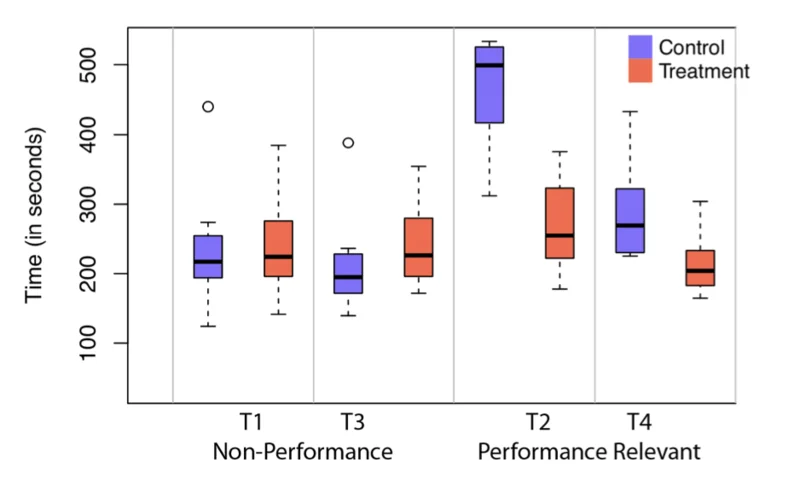 Control
Treatment
Time (in seconds)
500
400
300
200
100
T1 T3 T2 T4
Non-Performance Performance Relevant